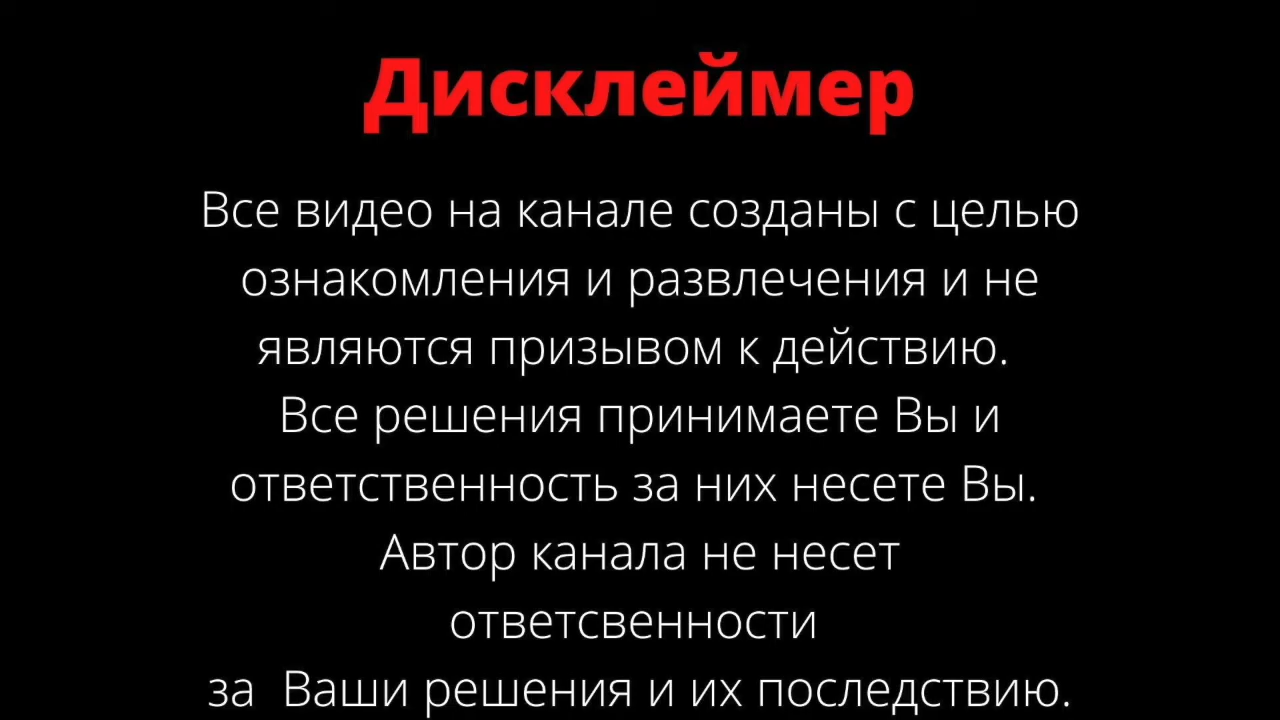 Дисклеймер
Все видео на канале созданы с целью
ознакомления и развлечения и не
являются призывом к действию.
Все решения принимаете Вы и
ответственность за них несете Вы.
Автор канала не несет
ответсвенности
за  Ваши решения и их последствию.